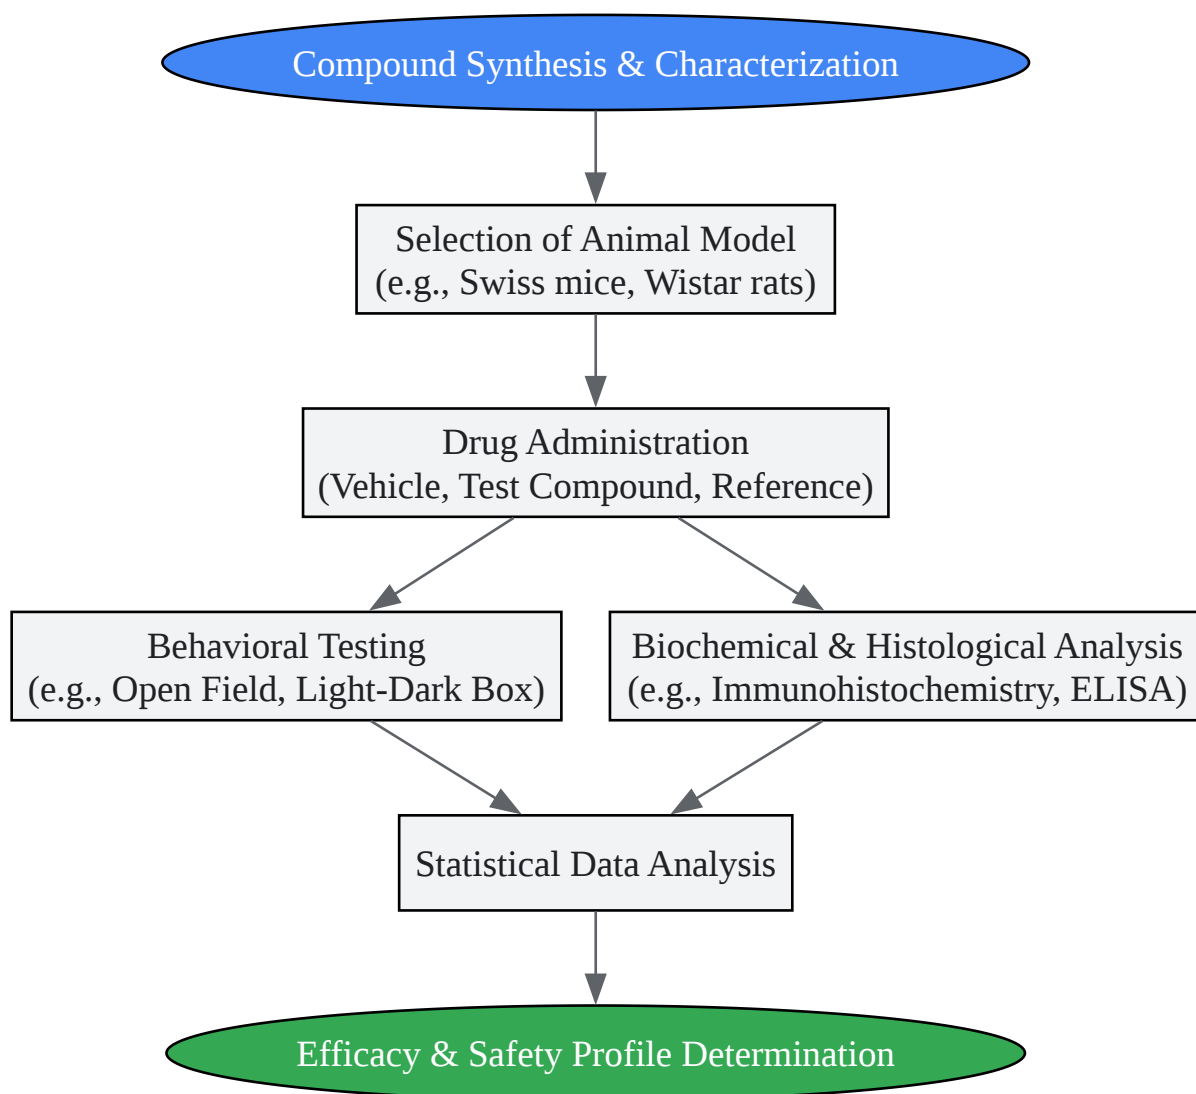 Compound Synthesis & Characterization
Selection of Animal Model
(e.g., Swiss mice, Wistar rats)
Drug Administration
(Vehicle, Test Compound, Reference)
Behavioral Testing
(e.g., Open Field, Light-Dark Box)
Biochemical & Histological Analysis
(e.g., Immunohistochemistry, ELISA)
Statistical Data Analysis
Efficacy & Safety Profile Determination